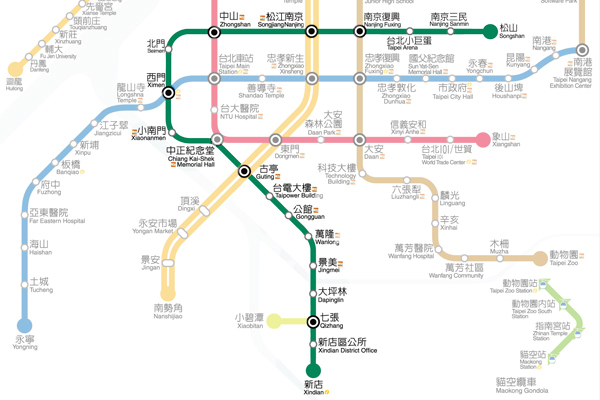 先嗇宮
Xianse Temple
頭前庄
Touqianzhuang
新莊
Xinzhuang
輔大
Fu Jen University
丹鳳
Danfeng
迴龍
Huilong
中山
Zhongshan
松江南京
Songjiang Nanjing
Junior High School
南京復興
Nanjing Fuxing
南京三民
Nanjing Sanmin
台北小巨蛋
Taipei Arena
松山
Songshan
北門
Beimen
西門
Ximen
台北車站
Taipei Main
Station
忠孝新生
Zhongxiao
Xinsheng
善導寺
Shandao Temple
忠孝復興
Zhongxiao
Fuxing
忠孝敦化
Zhongxiao
Dunhua
國父紀念館
Sun Yat-Sen
Memorial Hall
市政府
Taipei City Hall
永春
Yongchun
後山埤
Houshanpi
昆陽
Kunyang
南港
Nangang
南港
展覽館
Taipei Nangang
Exhibition Center
龍山寺
Longshan
Temple
江子翠
Jiangzicui
新埔
Xinpu
板橋
Banqiao
府中
Fuzhong
亞東醫院
Far Eastern Hospital
海山
Haishan
土城
Tucheng
永寧
Yongning
小南門
Xiaonanmen
台大醫院
NTU Hospital
中正紀念堂
Chiang Kai-Shek
Memorial Hall
東門
Dongmen
大安
森林公園
Daan Park
大安
Daan
信義安和
Xinyi Anhe
台北101/世貿
Taipei 101
World Trade Center
象山
Xiangshan
古亭
Guting
頂溪
Dingxi
永安市場
Yongan Market
景安
Jingan
南勢角
Nanshijiao
台電大樓
Taipower Building
公館
Gongguan
萬隆
Wanlong
景美
Jingmei
大坪林
Dapinglin
小碧潭
Xiaobitan
七張
Qizhang
新店區公所
Xindian District Office
新店
Xindian
科技大樓
Technology
Building
六張犁
Liuzhangli
麟光
Linguang
辛亥
Xinhai
萬芳醫院
Wanfang Hospital
萬芳社區
Wanfang Community
木柵
Muzha
動物園
Taipei Zoo
動物園站
Taipei Zoo
Station
動物園內站
Taipei Zoo South
Station
指南宮站
Zhinan Temple
Station
貓空站
Maokong
Station
貓空纜車
Maokong Gondola